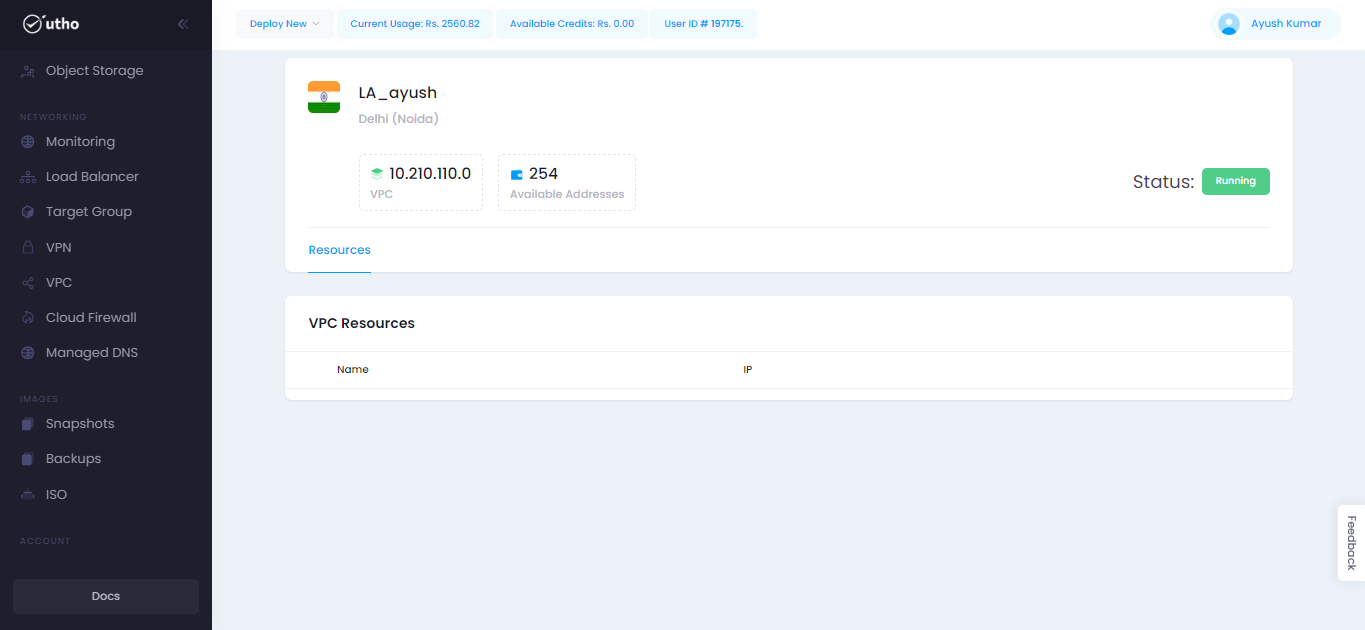 utho
Deploy New
Current Usage: Rs. 2560.82
Available Credits: Rs. 0.00
User ID # 197175.
Ayush Kumar
Object Storage
NETWORKING
Monitoring
Load Balancer
Target Group
VPN
VPC
Cloud Firewall
Managed DNS
IMAGES
Snapshots
Backups
ISO
ACCOUNT
Docs
LA_ayush
Delhi (Noida)
10.210.110.0
VPC
254
Available Addresses
Status: Running
Resources
VPC Resources
Name IP
Feedback